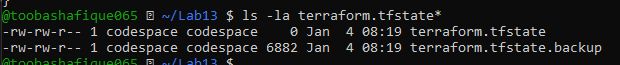 }
@toobashafique065 ~/Lab13 $ ls -la terraform.tfstate*
-rw-rw-r-- 1 codespace codespace    0 Jan  4 08:19 terraform.tfstate
-rw-rw-r-- 1 codespace codespace 6882 Jan  4 08:19 terraform.tfstate.backup
@toobashafique065 ~/Lab13 $